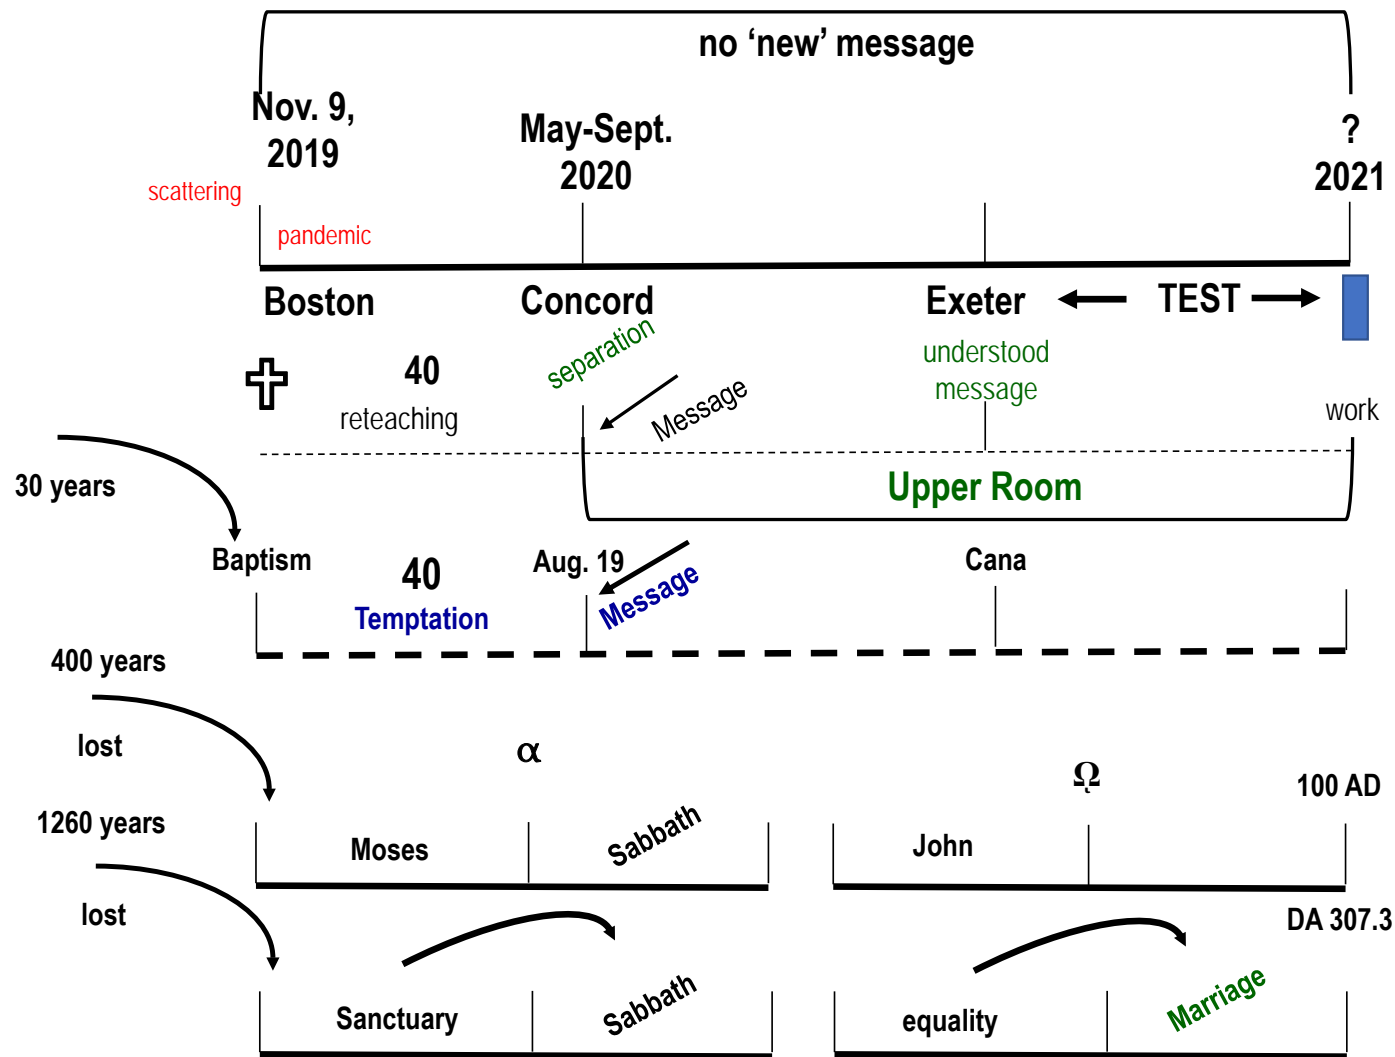 no ‘new’ message
Nov. 9,
2019
May-Sept.
2020
?
2021
scattering
pandemic
Boston
Concord
Exeter
TEST
separation
understood
message
40
reteaching
Message
work
30 years
Upper Room
Baptism
40
Temptation
Aug. 19
Message
Cana
400 years
lost
α
Ω
100 AD
1260 years
Moses
Sabbath
John
lost
DA 307.3
Sanctuary
Sabbath
equality
Marriage